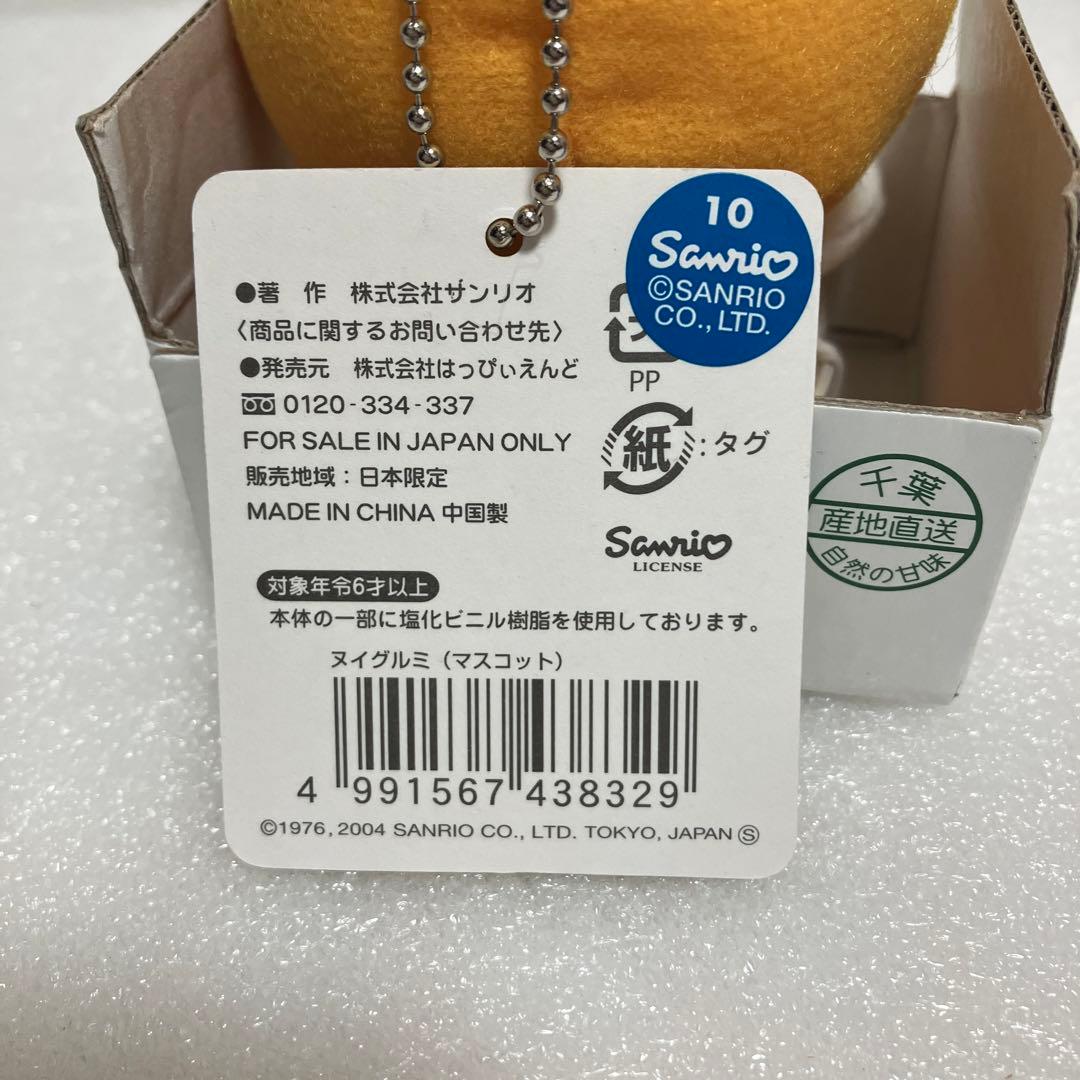 10
Sanrio
©SANRIO
CO., LTD.
●著 作 株式会社サンリオ
〈商品に関するお問い合わせ先〉
●発売元 株式会社はっぴぃえんど
0120-334-337
FOR SALE IN JAPAN ONLY
販売地域：日本限定
MADE IN CHINA 中国製
PP
紙：タグ
Sanrio
LICENSE
対象年令6才以上
本体の一部に塩化ビニル樹脂を使用しております。
ヌイグルミ（マスコット）
4 991567 438329
©1976, 2004 SANRIO CO., LTD. TOKYO, JAPAN Ⓢ
千葉
産地直送
自然の甘味